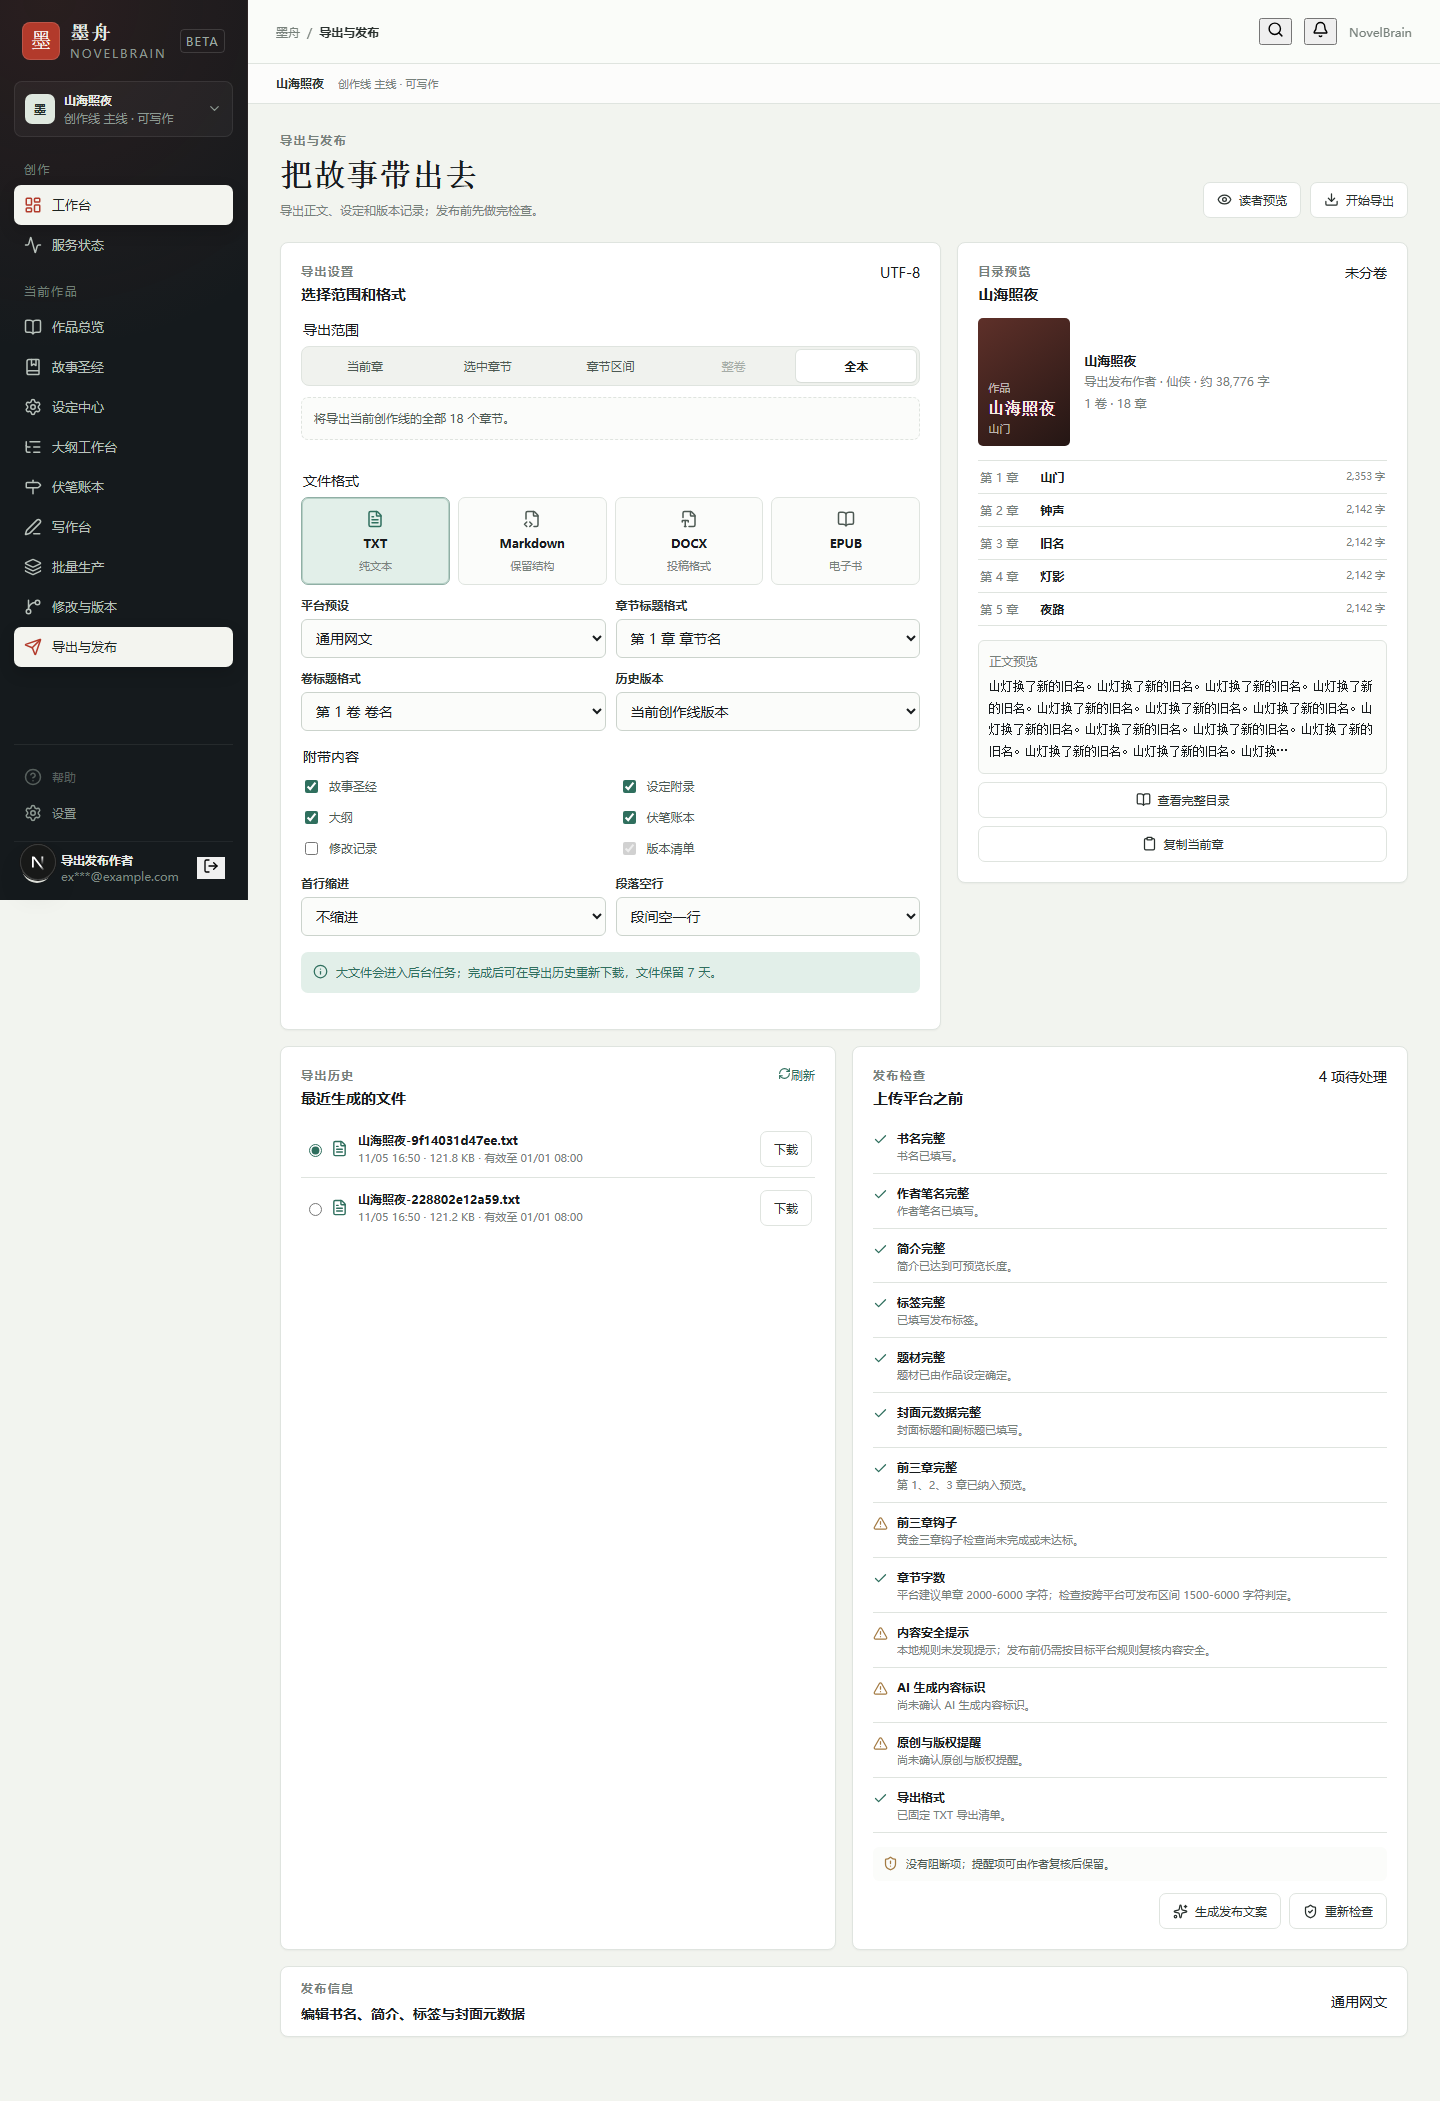 墨
墨舟
NOVELBRAIN
BETA
墨
山海照夜
创作线 主线 · 可写作
创作
工作台
服务状态
当前作品
作品总览
故事圣经
设定中心
大纲工作台
伏笔账本
写作台
批量生产
修改与版本
导出与发布
帮助
设置
N
导出发布作者
ex***@example.com
墨舟 / 导出与发布
NovelBrain
山海照夜 创作线 主线 · 可写作
导出与发布
把故事带出去
导出正文、设定和版本记录；发布前先做完检查。
读者预览
开始导出
导出设置
选择范围和格式
UTF-8
导出范围
当前章 选中章节 章节区间 整卷 全本
将导出当前创作线的全部 18 个章节。
文件格式
TXT
纯文本
Markdown
保留结构
DOCX
投稿格式
EPUB
电子书
平台预设
通用网文
章节标题格式
第 1 章 章节名
卷标题格式
第 1 卷 卷名
历史版本
当前创作线版本
附带内容
故事圣经
设定附录
大纲
伏笔账本
修改记录
版本清单
首行缩进
不缩进
段落空行
段间空一行
大文件会进入后台任务；完成后可在导出历史重新下载，文件保留 7 天。
目录预览
山海照夜
未分卷
作品
山海照夜
山门
山海照夜
导出发布作者 · 仙侠 · 约 38,776 字
1 卷 · 18 章
第 1 章 山门 2,353 字
第 2 章 钟声 2,142 字
第 3 章 旧名 2,142 字
第 4 章 灯影 2,142 字
第 5 章 夜路 2,142 字
正文预览
山灯换了新的旧名。山灯换了新的旧名。山灯换了新的旧名。山灯换了新
的旧名。山灯换了新的旧名。山灯换了新的旧名。山灯换了新的旧名。山
灯换了新的旧名。山灯换了新的旧名。山灯换了新的旧名。山灯换了新的
旧名。山灯换了新的旧名。山灯换了新的旧名。山灯换…
查看完整目录
复制当前章
导出历史
最近生成的文件
刷新
山海照夜-9f14031d47ee.txt
11/05 16:50 · 121.8 KB · 有效至 01/01 08:00
下载
山海照夜-228802e12a59.txt
11/05 16:50 · 121.2 KB · 有效至 01/01 08:00
下载
发布检查
上传平台之前
4 项待处理
书名完整
书名已填写。
作者笔名完整
作者笔名已填写。
简介完整
简介已达到可预览长度。
标签完整
已填写发布标签。
题材完整
题材已由作品设定确定。
封面元数据完整
封面标题和副标题已填写。
前三章完整
第 1、2、3 章已纳入预览。
前三章钩子
黄金三章钩子检查尚未完成或未达标。
章节字数
平台建议单章 2000-6000 字符；检查按跨平台可发布区间 1500-6000 字符判定。
内容安全提示
本地规则未发现提示；发布前仍需按目标平台规则复核内容安全。
AI 生成内容标识
尚未确认 AI 生成内容标识。
原创与版权提醒
尚未确认原创与版权提醒。
导出格式
已固定 TXT 导出清单。
没有阻断项；提醒项可由作者复核后保留。
生成发布文案
重新检查
发布信息
编辑书名、简介、标签与封面元数据
通用网文